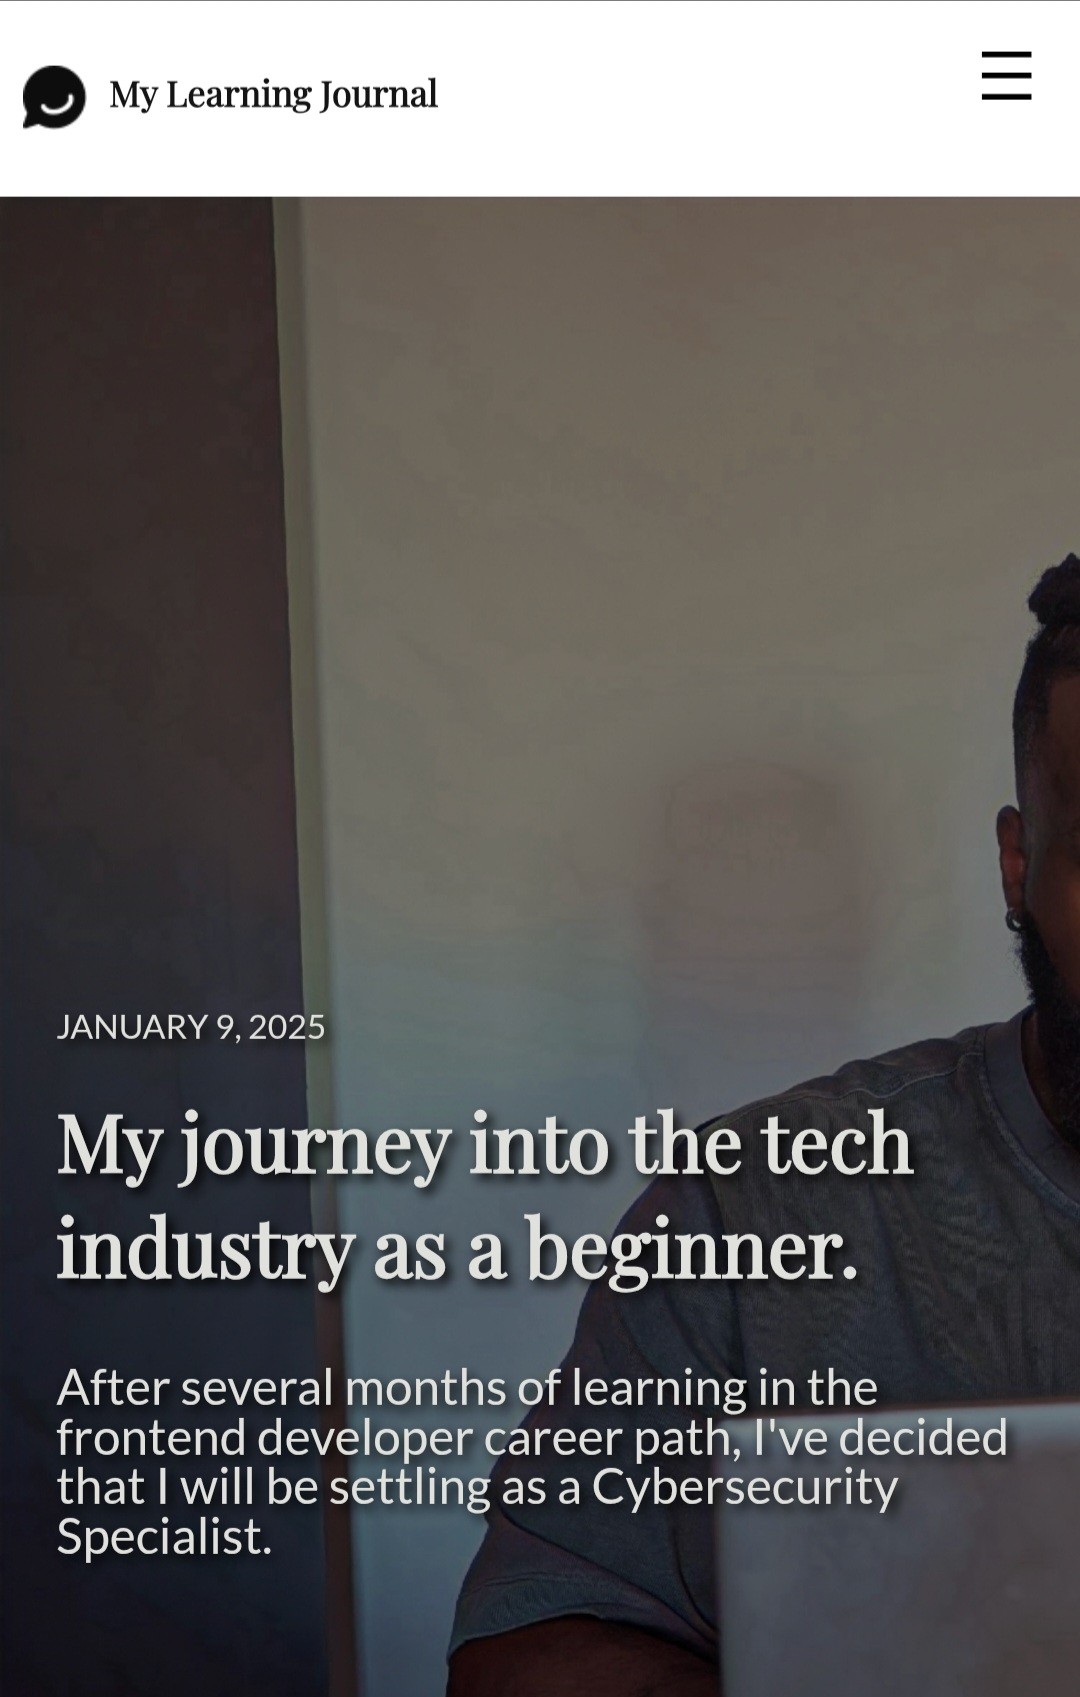 My Learning Journal
JANUARY 9, 2025
My journey into the tech
industry as a beginner.
After several months of learning in the
frontend developer career path, I've decided
that I will be settling as a Cybersecurity
Specialist.